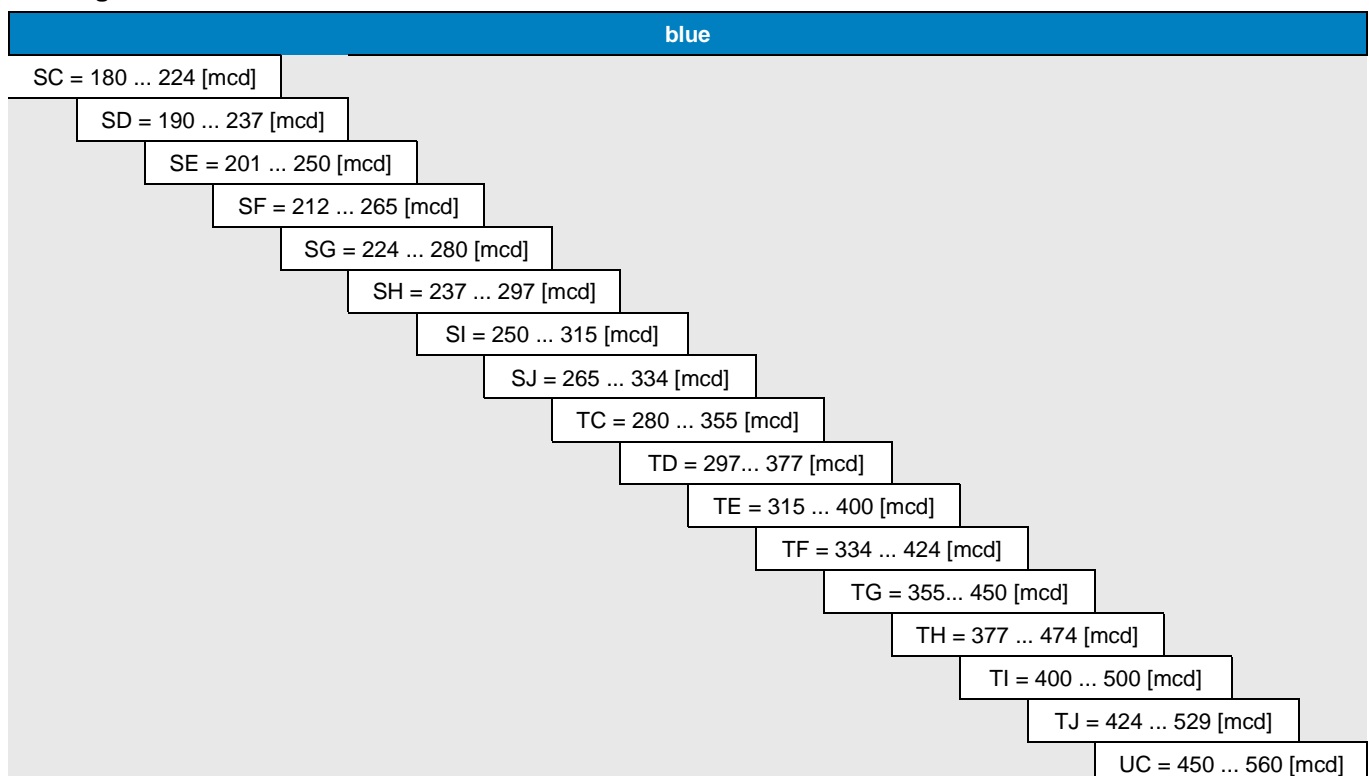 blue
SC = 180 ... 224 [mcd]
SD = 190 ... 237 [mcd]
SE = 201 ... 250 [mcd]
SF = 212 ... 265 [mcd]
SG = 224 ... 280 [mcd]
SH = 237 ... 297 [mcd]
SI = 250 ... 315 [mcd]
SJ = 265 ... 334 [mcd]
TC = 280 ... 355 [mcd]
TD = 297... 377 [mcd]
TE = 315 ... 400 [mcd]
TF = 334 ... 424 [mcd]
TG = 355... 450 [mcd]
TH = 377 ... 474 [mcd]
TI = 400 ... 500 [mcd]
TJ = 424 ... 529 [mcd]
UC = 450 ... 560 [mcd]